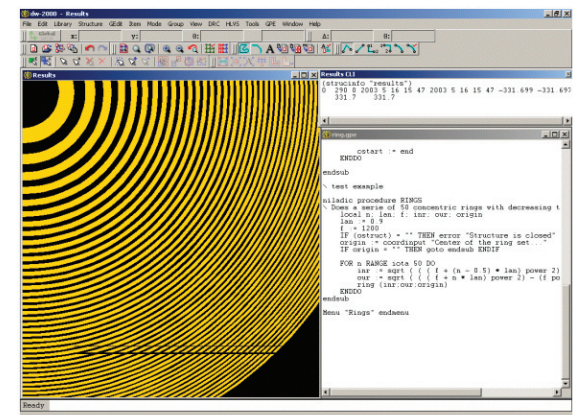 dw-2000 - Results
File Edit Library Structure GEdit Item Mode Group View DRC HLVS Tools GPE Window Help
Global x: y: θ: Δ: θ:
Results
Results CLI
(strucinfo "results")
0 290 0 2003 5 16 15 47 2003 5 16 15 47 -331.699 -331.697
331.7 331.7
ring.gpe
cstart := end
ENDDO
endsub
\ test example
niladic procedure RINGS
\ Does a serie of 50 concentric rings with decreasing t
local n; lan; f; inr; our; origin
lan := 0.9
f := 1200
IF (ostruct) = "" THEN error "Structure is closed"
origin := coordinput "Center of the ring set..."
IF origin = "" THEN goto endsub ENDIF
FOR n RANGE iota 50 DO
inr := sqrt ( ( ( f + (n - 0.5) * lan) power 2)
our := sqrt ( ( ( f + n * lan) power 2) - (f po
ring (inr;our;origin)
ENDDO
endsub
Menu "Rings" endmenu
Ready